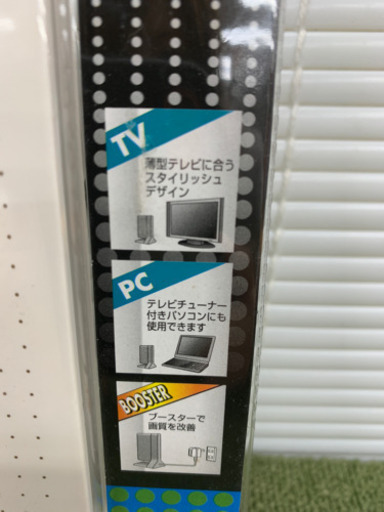 TV
薄型テレビに合う
スタイリッシュ
デザイン
PC
テレビチューナー
付きパソコンにも
使用できます
BOOSTER
ブースターで
画質を改善